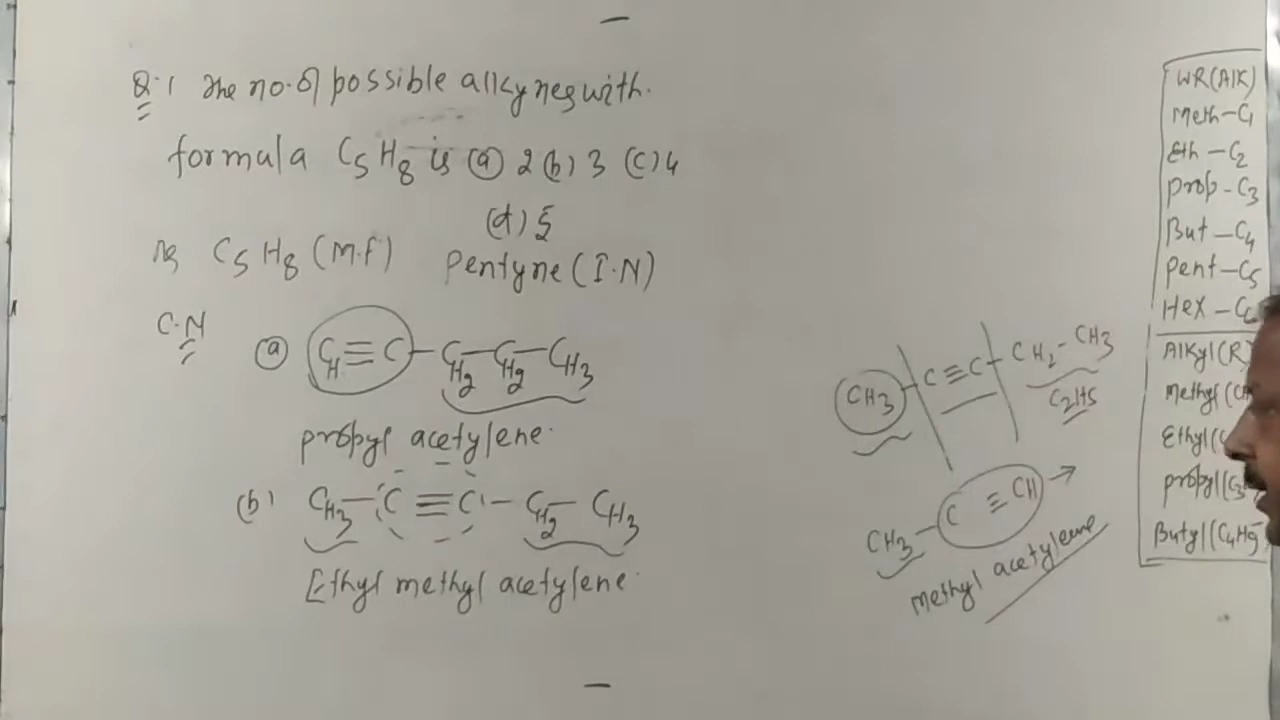 Q.1 The no. of possible alkynes with
formula C5H8 is (a) 2 (b) 3 (c) 4
(d) 5
C5H8 (M.F) Pentyne (I.N)
C.N
(a) CH≡C-CH2-CH2-CH3
propyl acetylene
(b) CH3-C≡C-CH2-CH3
Ethyl methyl acetylene
CH3-C≡C-CH2-CH3
C2H5
CH3-C≡CH→
methyl acetylene
WR(Alk)
Meth-C1
Eth-C2
prop-C3
But-C4
pent-C5
Hex-C6
Alkyl(R)
Methyl(CH
Ethyl(C
propyl(C3
Butyl(C4H9